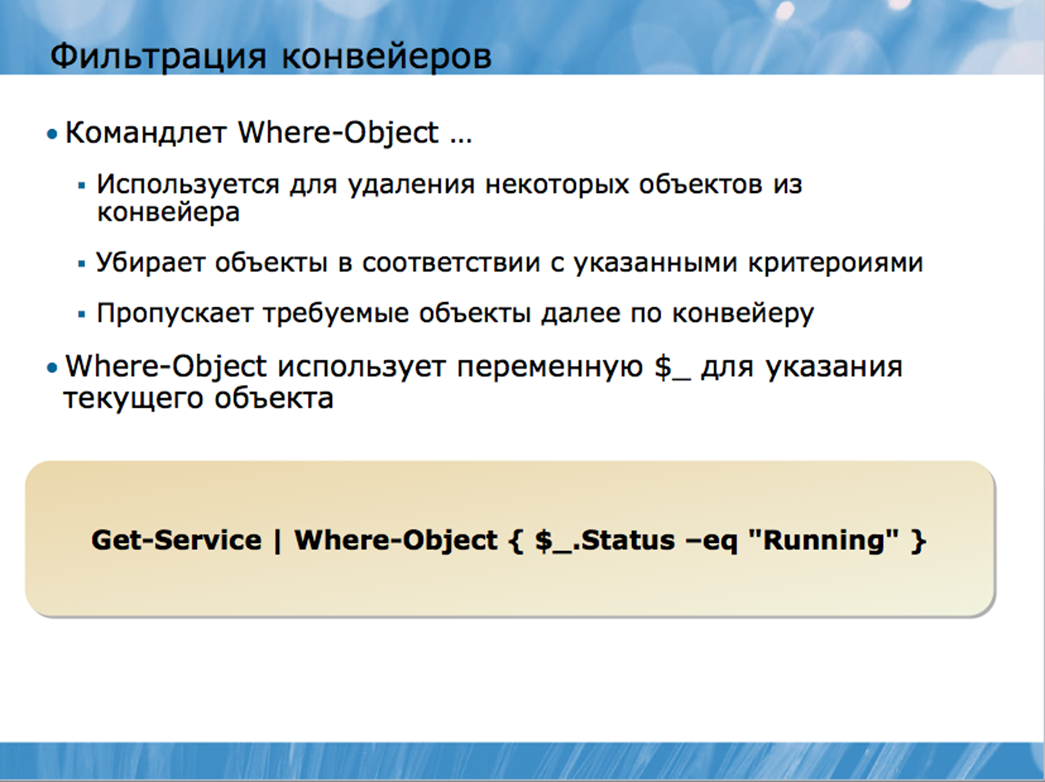 Фильтрация конвейеров
• Командлет Where-Object …
▪ Используется для удаления некоторых объектов из
конвейера
▪ Убирает объекты в соответствии с указанными критероиями
▪ Пропускает требуемые объекты далее по конвейеру
• Where-Object использует переменную $_ для указания
текущего объекта
Get-Service | Where-Object { $_.Status –eq "Running" }